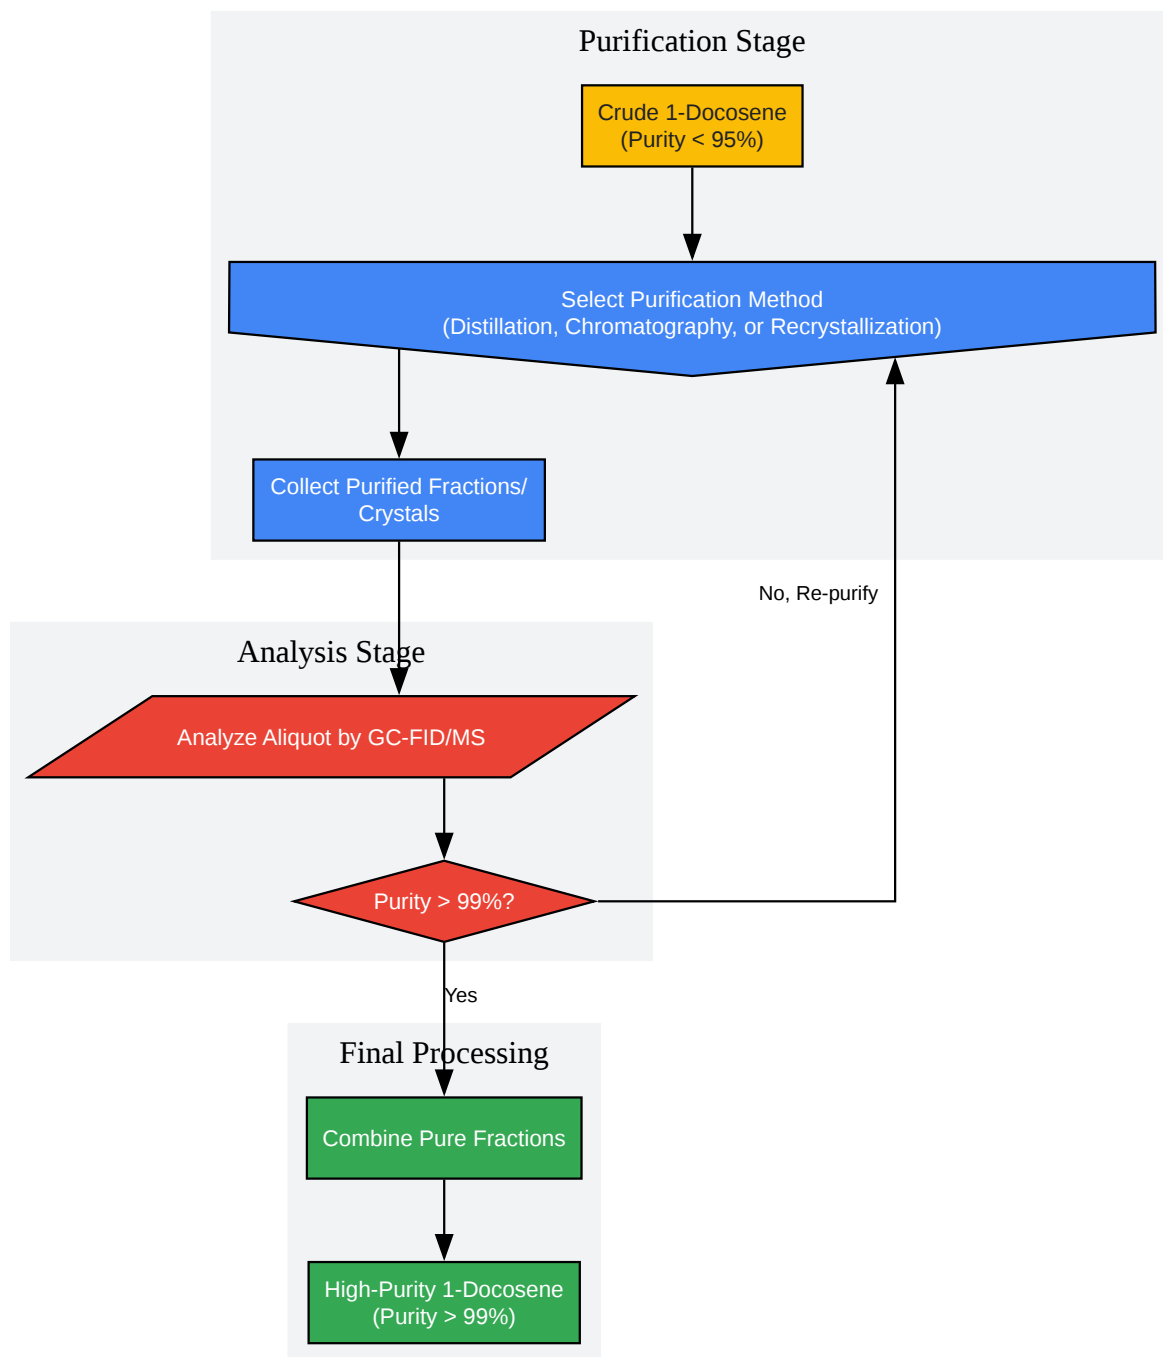 Purification Stage
Crude 1-Docosene
(Purity < 95%)
Select Purification Method
(Distillation, Chromatography, or Recrystallization)
Collect Purified Fractions/
Crystals
No, Re-purify
Analysis Stage
Analyze Aliquot by GC-FID/MS
Purity > 99%?
Yes
Final Processing
Combine Pure Fractions
High-Purity 1-Docosene
(Purity > 99%)